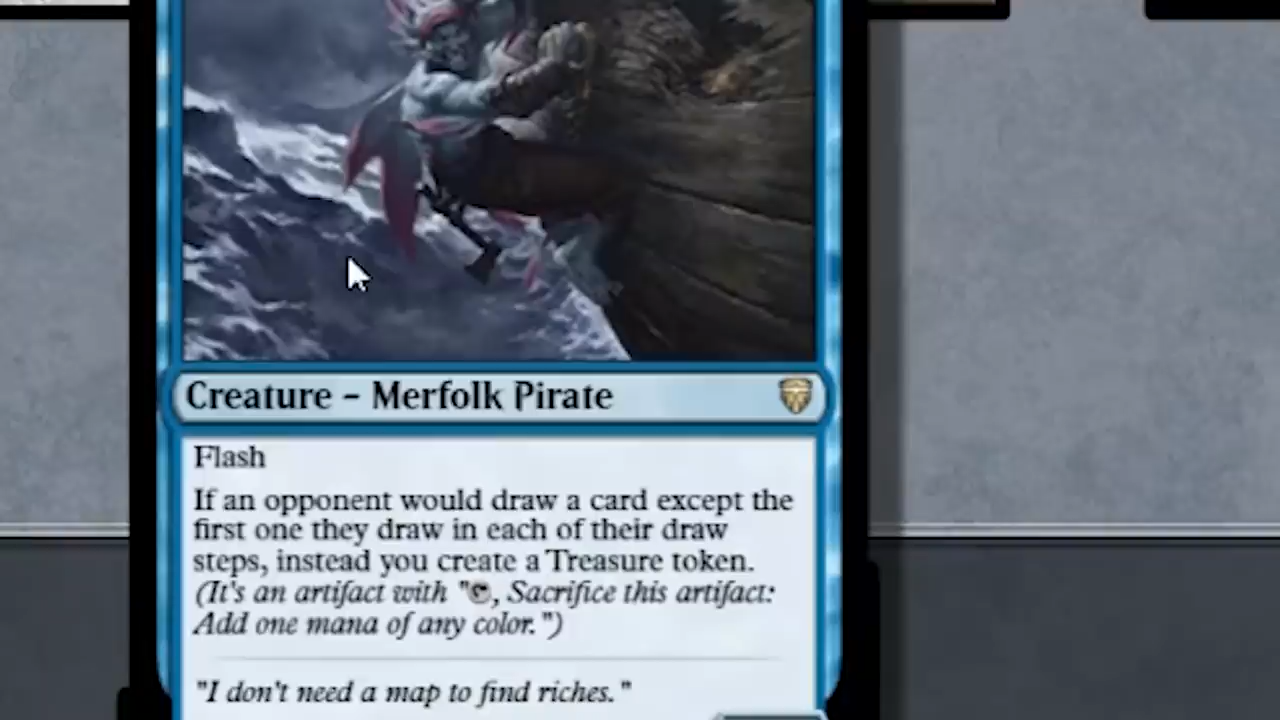 Creature – Merfolk Pirate
Flash
If an opponent would draw a card except the
first one they draw in each of their draw
steps, instead you create a Treasure token.
(It's an artifact with ", Sacrifice this artifact:
Add one mana of any color.")
"I don't need a map to find riches."